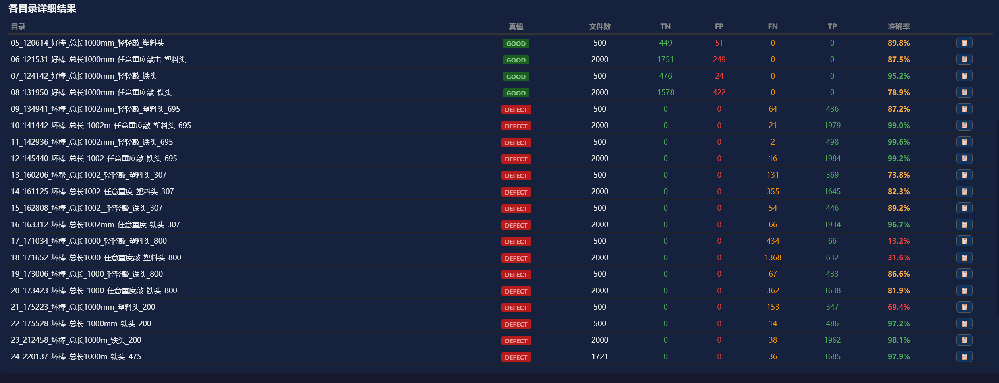 各目录详细结果
目录 真值 文件数 TN FP FN TP 准确率
05_120614_好棒_总长1000mm_轻轻敲_塑料头 GOOD 500 449 51 0 0 89.8%
06_121531_好棒_总长1000mm_任意重度敲击_塑料头 GOOD 2000 1751 249 0 0 87.5%
07_124142_好棒_总长1000mm_轻轻敲_铁头 GOOD 500 476 24 0 0 95.2%
08_131950_好棒_总长1000mm_任意重度敲_铁头 GOOD 2000 1578 422 0 0 78.9%
09_134941_坏棒_总长1002mm_轻轻敲_塑料头_695 DEFECT 500 0 0 64 436 87.2%
10_141442_坏棒_总长_1002m_任意重度敲_塑料头_695 DEFECT 2000 0 0 21 1979 99.0%
11_142936_坏棒_总长1002mm_轻轻敲_铁头_695 DEFECT 500 0 0 2 498 99.6%
12_145440_坏棒_总长_1002_任意重度敲_铁头_695 DEFECT 2000 0 0 16 1984 99.2%
13_160206_坏帮_总长1002_轻轻敲_塑料头_307 DEFECT 500 0 0 131 369 73.8%
14_161125_坏棒_总长1002_任意重度_塑料头_307 DEFECT 2000 0 0 355 1645 82.3%
15_162808_坏棒_总长1002__轻轻敲_铁头_307 DEFECT 500 0 0 54 446 89.2%
16_163312_坏棒_总长1002mm_任意重度_铁头_307 DEFECT 2000 0 0 66 1934 96.7%
17_171034_坏棒_总长1000_轻轻敲_塑料头_800 DEFECT 500 0 0 434 66 13.2%
18_171652_坏棒_总长1000_任意重度敲_塑料头_800 DEFECT 2000 0 0 1368 632 31.6%
19_173006_坏棒_总长_1000_轻轻敲_铁头_800 DEFECT 500 0 0 67 433 86.6%
20_173423_坏棒_总长_1000_任意重度敲_铁头_800 DEFECT 2000 0 0 362 1638 81.9%
21_175223_坏棒_总长1000mm_塑料头_200 DEFECT 500 0 0 153 347 69.4%
22_175528_坏棒_总长_1000mm_铁头_200 DEFECT 500 0 0 14 486 97.2%
23_212458_坏棒_总长1000m_铁头_200 DEFECT 2000 0 0 38 1962 98.1%
24_220137_坏棒_总长1000m_铁头_475 DEFECT 1721 0 0 36 1685 97.9%